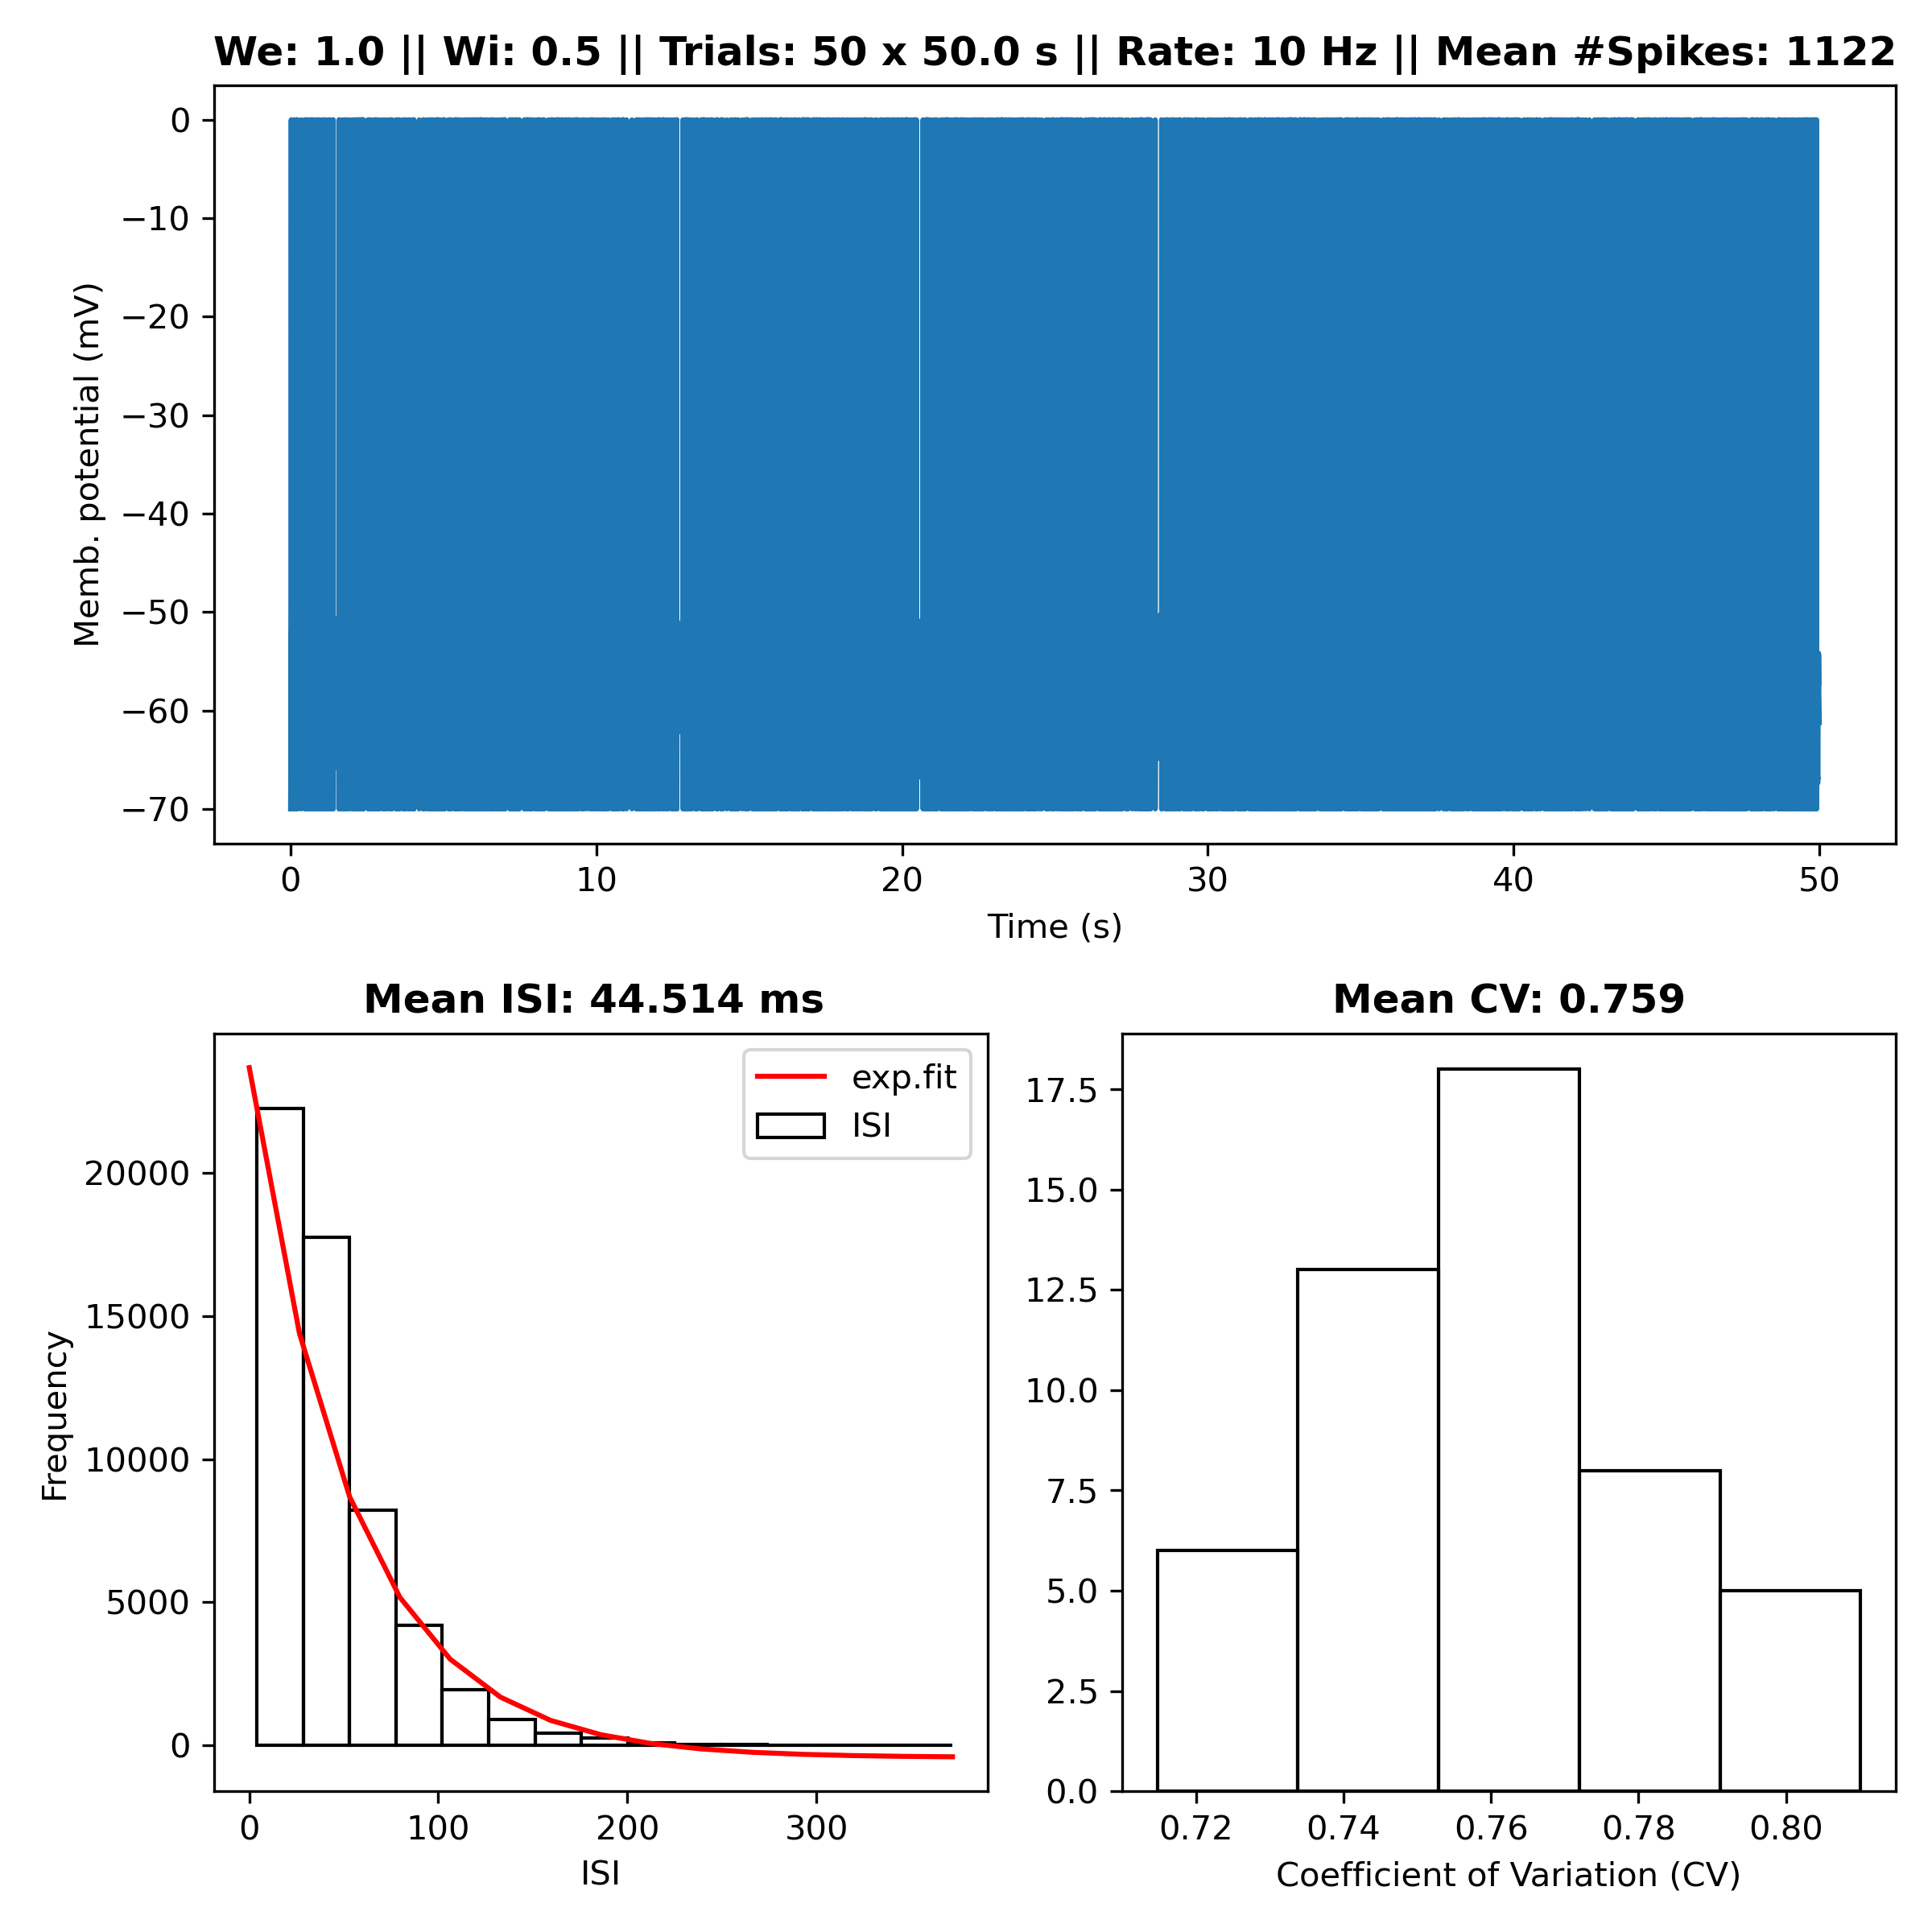 We: 1.0 || Wi: 0.5 || Trials: 50 x 50.0 s || Rate: 10 Hz || Mean #Spikes: 1122
0
−10
−20
−30
−40
−50
−60
−70
Memb. potential (mV)
0 10 20 30 40 50
Time (s)
Mean ISI: 44.514 ms
exp.fit
ISI
20000
15000
10000
5000
0
Frequency
0 100 200 300
ISI
Mean CV: 0.759
17.5
15.0
12.5
10.0
7.5
5.0
2.5
0.0
0.72 0.74 0.76 0.78 0.80
Coefficient of Variation (CV)